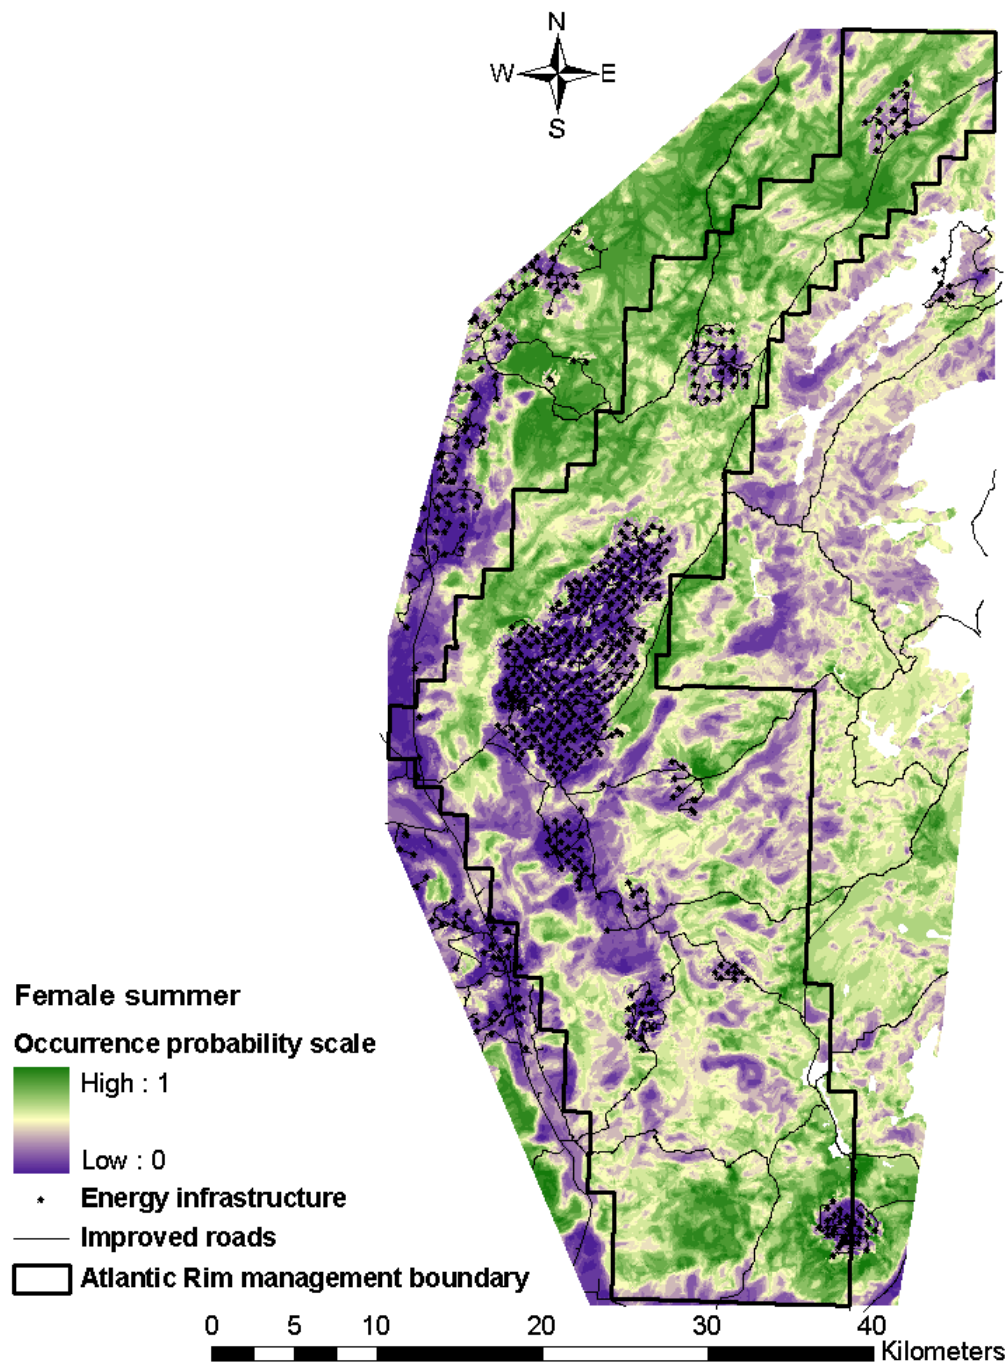 N
W E
S
Female summer
Occurrence probability scale
High : 1
Low : 0
Energy infrastructure
Improved roads
Atlantic Rim management boundary
0 5 10 20 30 40
Kilometers